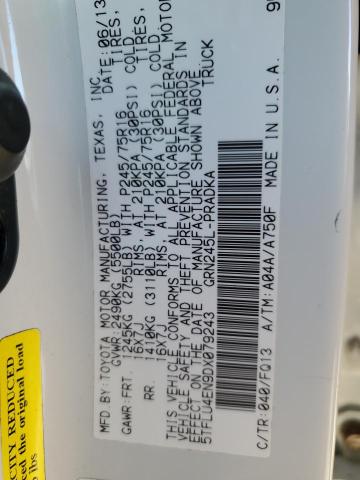 MFD BY: TOYOTA MOTOR MANUFACTURING, TEXAS, INC. DATE: 06/13
GVWR: 2490KG (5500LB)
GAWR: FRT. 1245KG (2755LB) WITH P245/75R16 TIRES,
16X7J RIMS, AT 210KPA (30PSI) COLD
RR. 1410KG (3110LB) WITH P245/75R16 TIRES,
16X7J RIMS, AT 210KPA (30PSI) COLD
THIS VEHICLE CONFORMS TO ALL APPLICABLE FEDERAL MOTOR
VEHICLE SAFETY AND THEFT PREVENTION STANDARDS IN
EFFECT ON THE DATE OF MANUFACTURE SHOWN ABOVE.
5TFLU4EN9DX079243 TRUCK
GRN245L-PRADKA
C/TR: 040/FQ13 A/TM: A04A/A750F MADE IN U.S.A.
CITY REDUCED
ed the original load
lbs